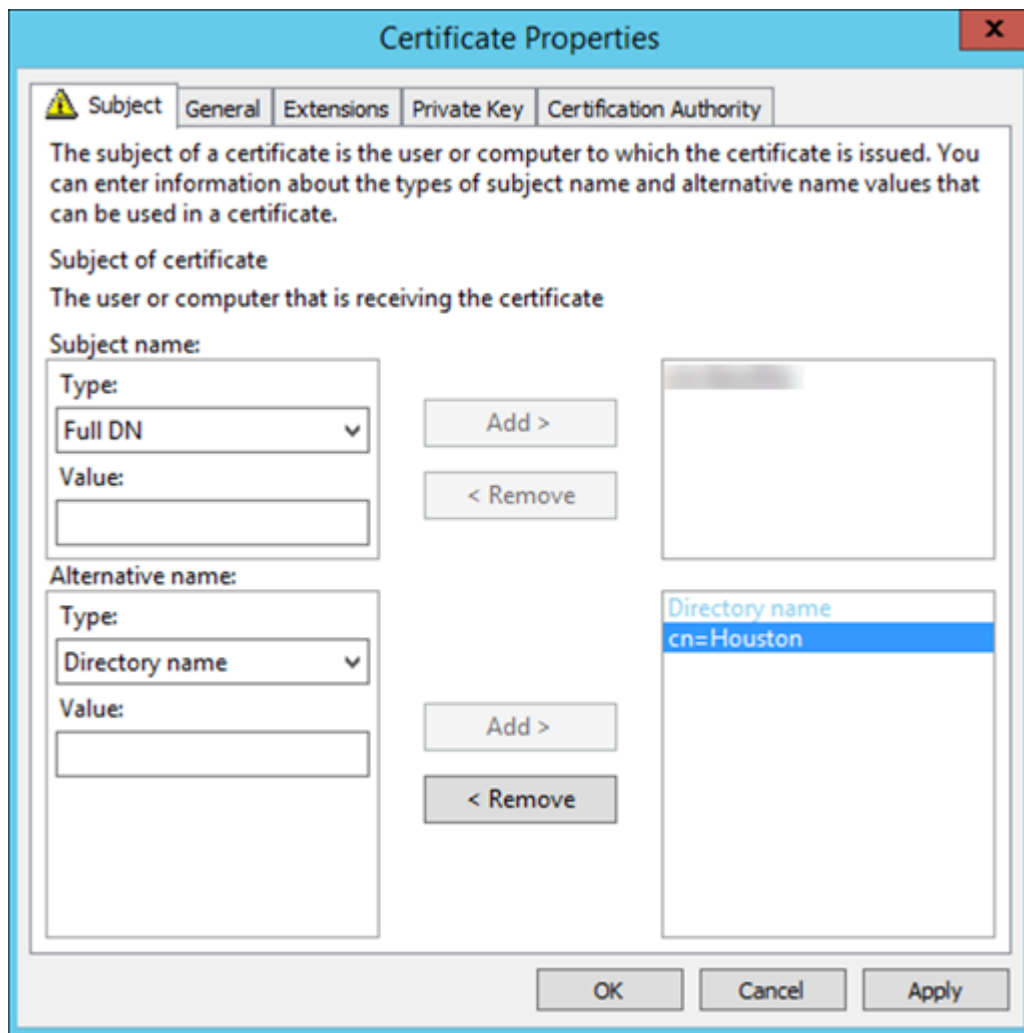 Certificate Properties
x
Subject General Extensions Private Key Certification Authority
The subject of a certificate is the user or computer to which the certificate is issued. You
can enter information about the types of subject name and alternative name values that
can be used in a certificate.
Subject of certificate
The user or computer that is receiving the certificate
Subject name:
Type:
Full DN
Add >
Value:
< Remove
Alternative name:
Type:
Directory name
Directory name
cn=Houston
Value:
Add >
< Remove
OK Cancel Apply